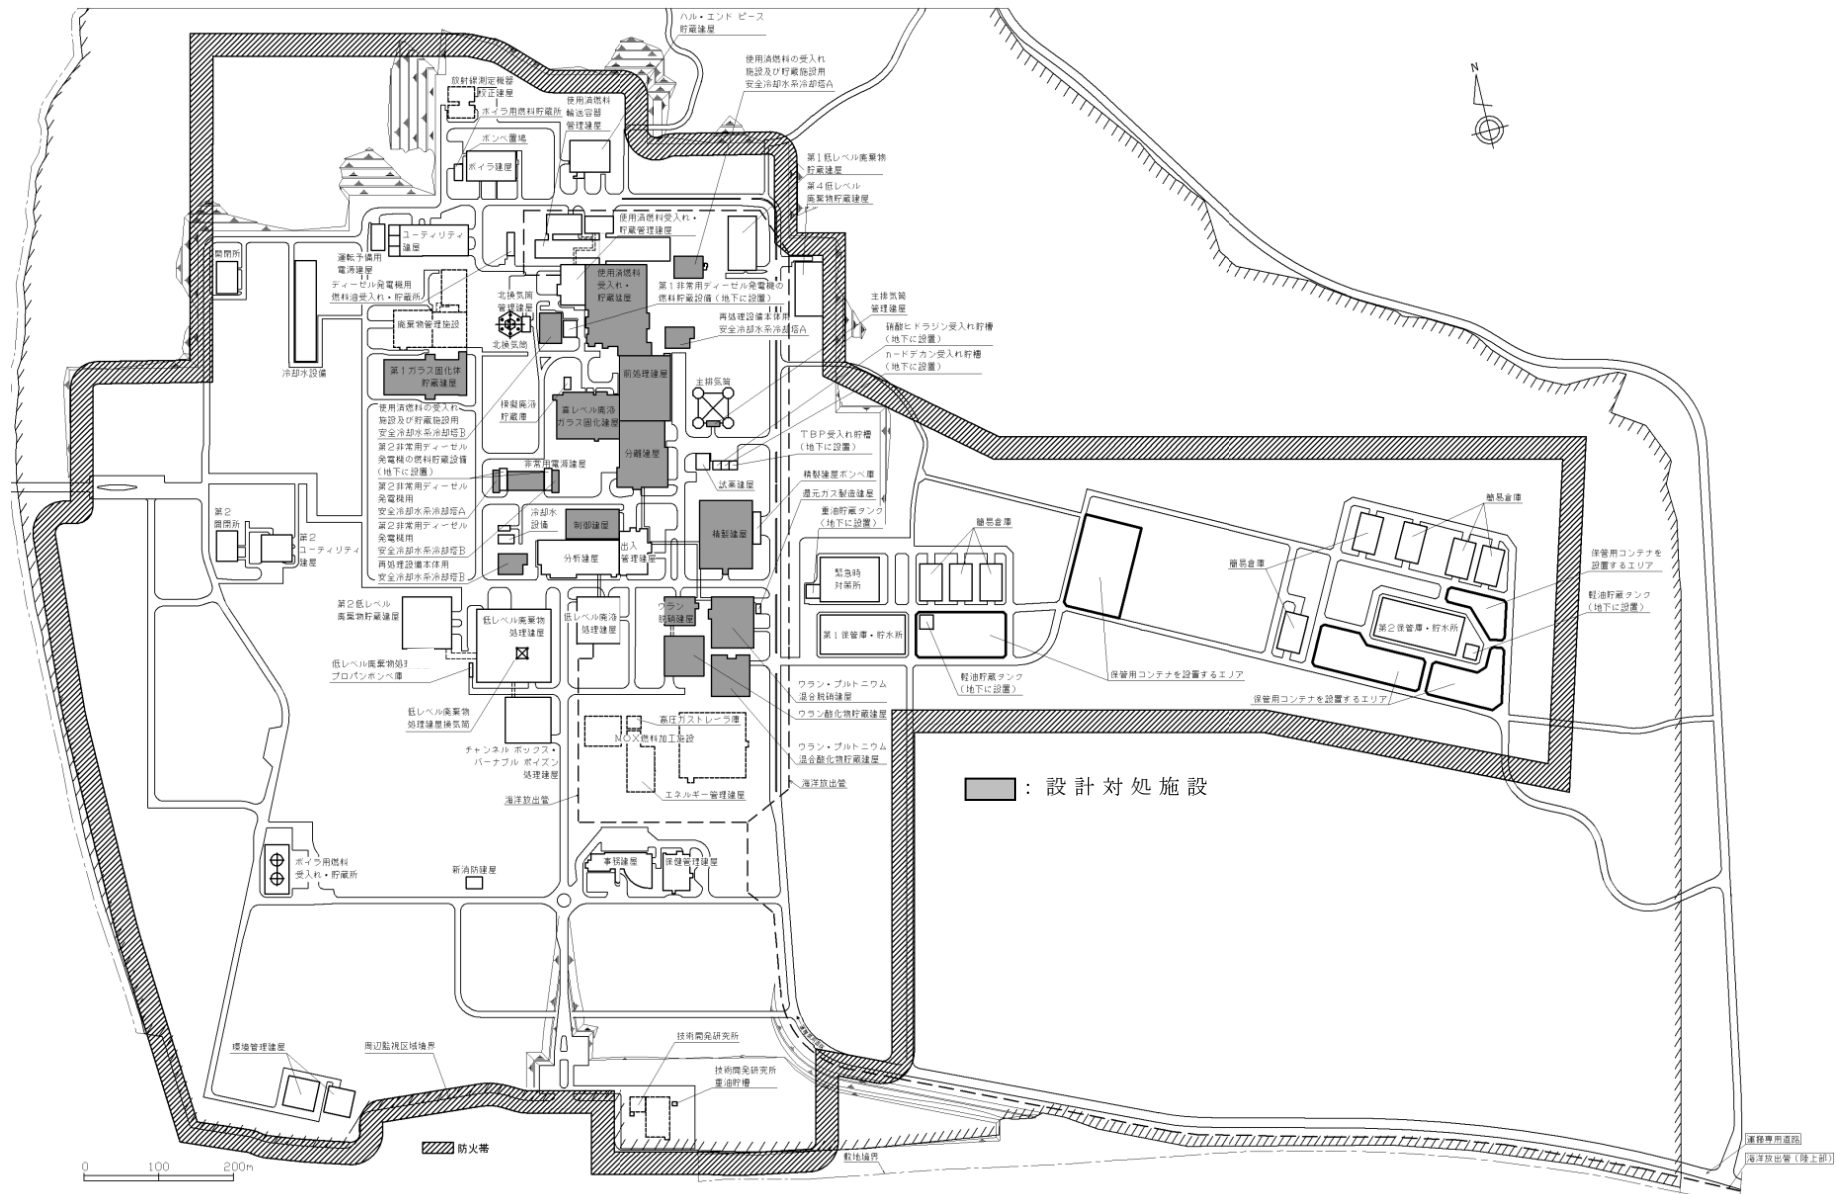 ハル・エンド ピース
貯蔵建屋
使用済燃料の受入れ
施設及び貯蔵施設用
安全冷却水系冷却塔A
N
放射線測定機器
校正建屋
ボイラ用燃料貯蔵所
使用済燃料
輸送容器
管理建屋
ボンベ置場
ボイラ建屋
第1低レベル廃棄物
貯蔵建屋
第4低レベル
廃棄物貯蔵建屋
使用済燃料受入れ・
貯蔵管理建屋
ユーティリティ
建屋
開閉所
運転予備用
電源建屋
ディーゼル発電機用
燃料油受入れ・貯蔵所
北換気筒
管理建屋
使用済燃料
受入れ・
貯蔵建屋
第1非常用ディーゼル発電機の
燃料貯蔵設備(地下に設置)
主排気筒
管理建屋
再処理設備本体用
安全冷却水系冷却塔A
硝酸ヒドラジン受入れ貯槽
(地下に設置)
n-ドデカン受入れ貯槽
(地下に設置)
廃棄物管理施設
北換気筒
冷却水設備
第1ガラス固化体
貯蔵建屋
前処理建屋
主排気筒
模擬廃液
貯蔵庫
高レベル廃液
ガラス固化建屋
使用済燃料の受入れ
施設及び貯蔵施設用
安全冷却水系冷却塔B
第2非常用ディーゼル
発電機の燃料貯蔵設備
(地下に設置)
非常用電源建屋
分離建屋
TBP受入れ貯槽
(地下に設置)
試薬建屋
精製建屋ボンベ庫
還元ガス製造建屋
重油貯蔵タンク
(地下に設置)
第2非常用ディーゼル
発電機用
安全冷却水系冷却塔A
第2非常用ディーゼル
発電機用
安全冷却水系冷却塔B
再処理設備本体用
安全冷却水系冷却塔B
冷却水
設備
制御建屋
分析建屋
出入
管理建屋
精製建屋
第2
開閉所
第2
ユーティリティ
建屋
簡易倉庫
簡易倉庫
簡易倉庫
緊急時
対策所
保管用コンテナを
設置するエリア
軽油貯蔵タンク
(地下に設置)
第2保管庫・貯水所
第1保管庫・貯水所
第2低レベル
廃棄物貯蔵建屋
低レベル廃棄物
処理建屋
低レベル廃液
処理建屋
ウラン
脱硝建屋
低レベル廃棄物処理
プロパンボンベ庫
軽油貯蔵タンク
(地下に設置)
保管用コンテナを設置するエリア
保管用コンテナを設置するエリア
ウラン・プルトニウム
混合脱硝建屋
ウラン酸化物貯蔵建屋
低レベル廃棄物
処理建屋換気筒
高圧ガストレーラ庫
MOX燃料加工施設
チャンネル ボックス・
バーナブル ポイズン
処理建屋
ウラン・プルトニウム
混合酸化物貯蔵建屋
海洋放出管
エネルギー管理建屋
海洋放出管
:設計対処施設
ボイラ用燃料
受入れ・貯蔵所
新消防建屋
事務建屋
保健管理建屋
環境管理建屋
周辺監視区域境界
技術開発研究所
技術開発研究所
重油貯槽
防火帯
敷地境界
運搬専用道路
海洋放出管(陸上部)
0 100 200m